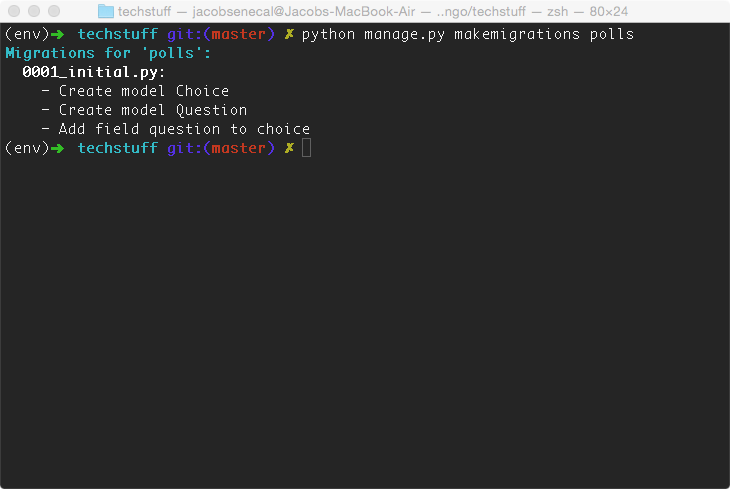 techstuff — jacobsenecal@Jacobs-MacBook-Air — ..ngo/techstuff — zsh — 80×24
(env)➜ techstuff git:(master) ✗ python manage.py makemigrations polls
Migrations for 'polls':
  0001_initial.py:
    - Create model Choice
    - Create model Question
    - Add field question to choice
(env)➜ techstuff git:(master) ✗